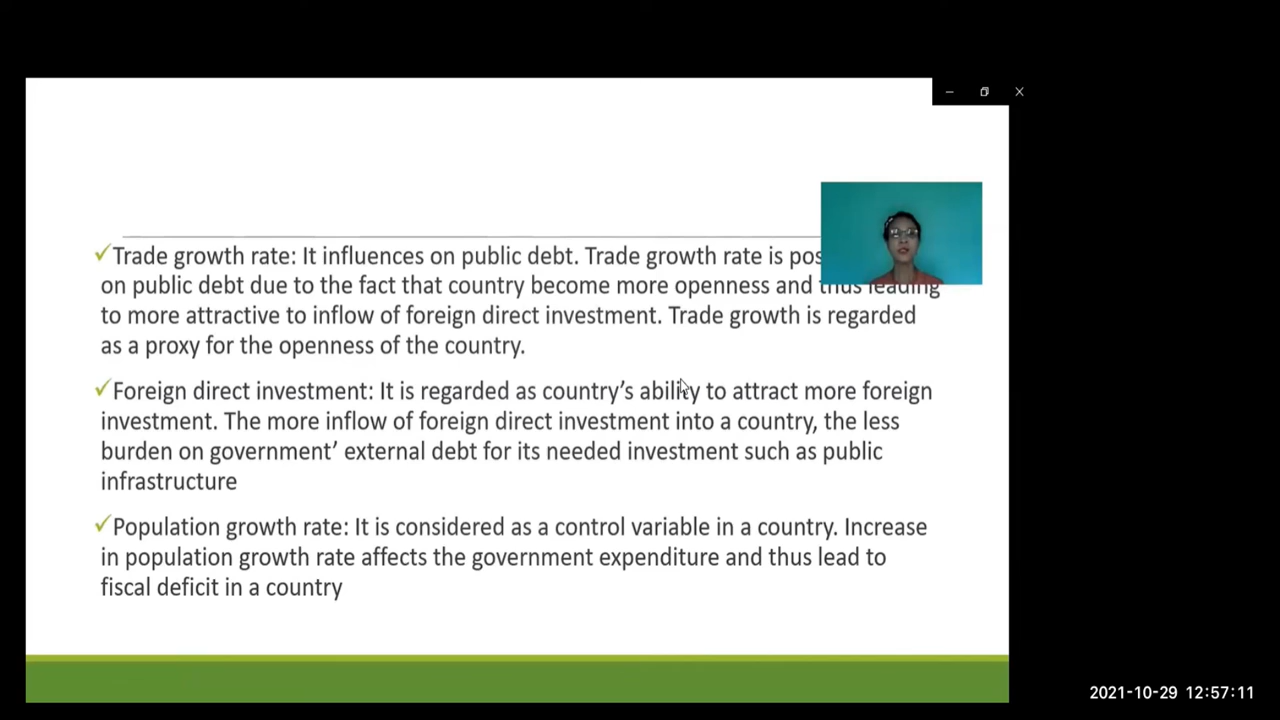 Trade growth rate: It influences on public debt. Trade growth rate is
on public debt due to the fact that country become more openness and thus leading
to more attractive to inflow of foreign direct investment. Trade growth is regarded
as a proxy for the openness of the country.
Foreign direct investment: It is regarded as country’s ability to attract more foreign
investment. The more inflow of foreign direct investment into a country, the less
burden on government’ external debt for its needed investment such as public
infrastructure
Population growth rate: It is considered as a control variable in a country. Increase
in population growth rate affects the government expenditure and thus lead to
fiscal deficit in a country
2021-10-29 12:57:11